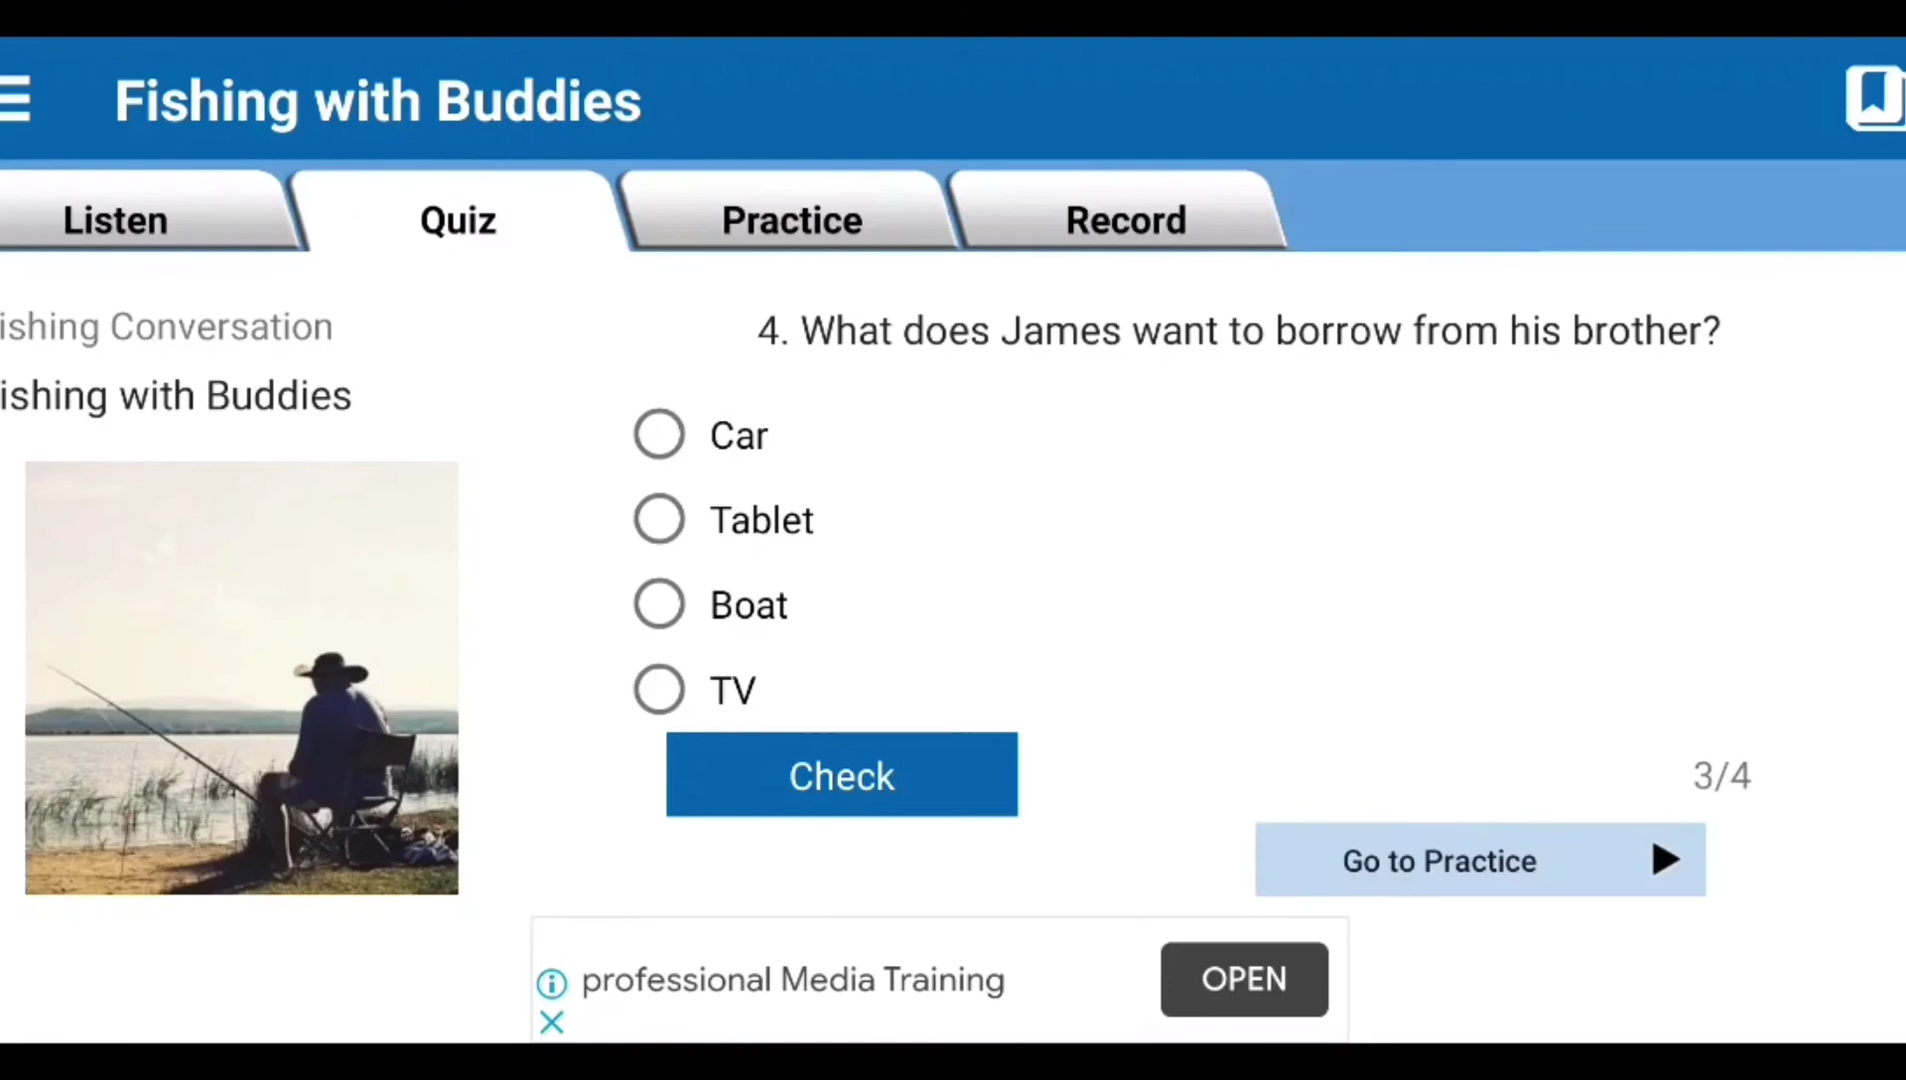 Fishing with Buddies
Listen
Quiz
Practice
Record
ishing Conversation
ishing with Buddies
4. What does James want to borrow from his brother?
Car
Tablet
Boat
TV
Check
3/4
Go to Practice
professional Media Training
OPEN